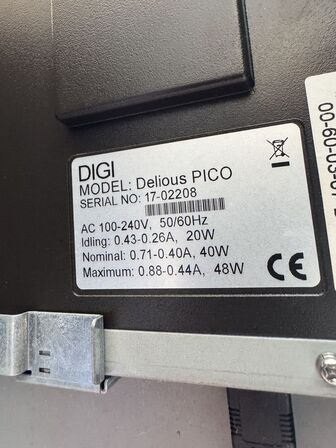 DIGI
MODEL: Delious PICO
SERIAL NO: 17-02208
AC 100-240V, 50/60Hz
Idling: 0.43-0.26A, 20W
Nominal: 0.71-0.40A, 40W
Maximum: 0.88-0.44A, 48W
CE